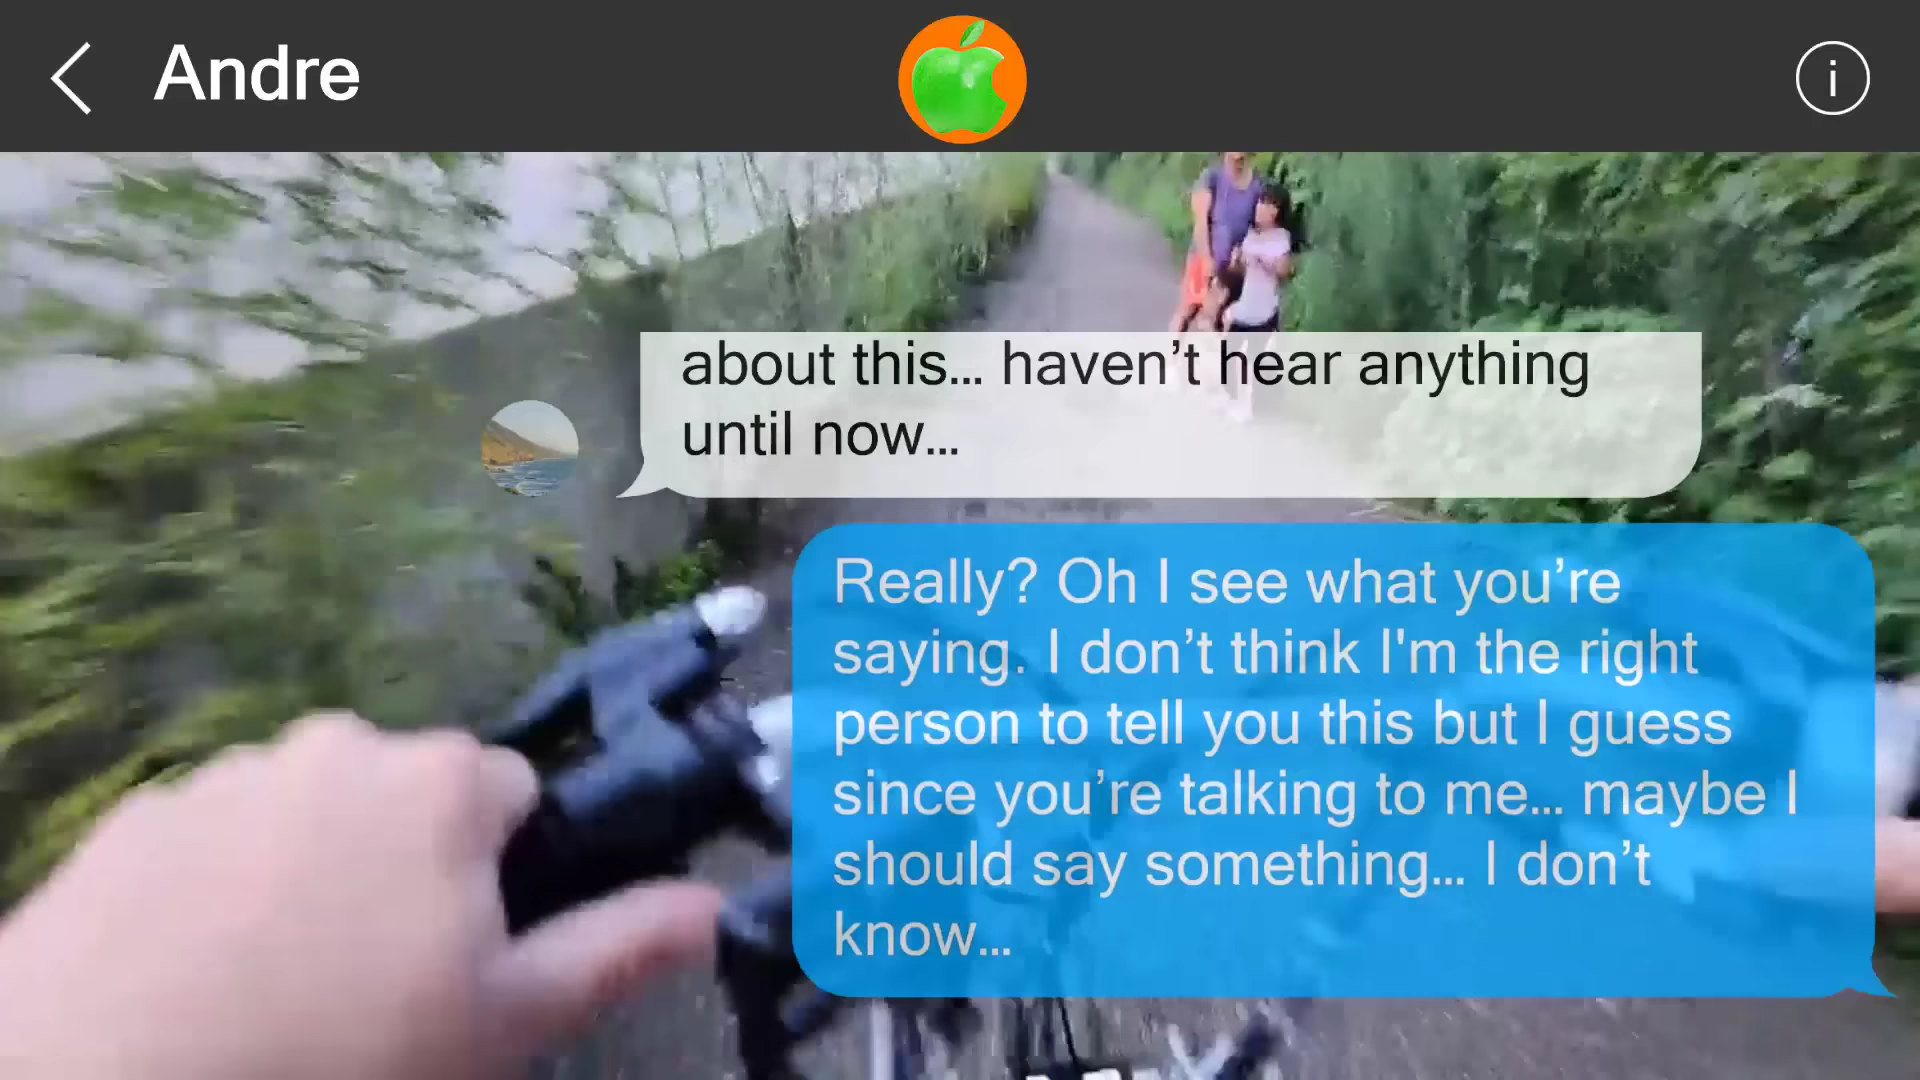 Andre
about this... haven’t hear anything
until now...
Really? Oh I see what you’re
saying. I don’t think I'm the right
person to tell you this but I guess
since you’re talking to me... maybe I
should say something... I don’t
know...